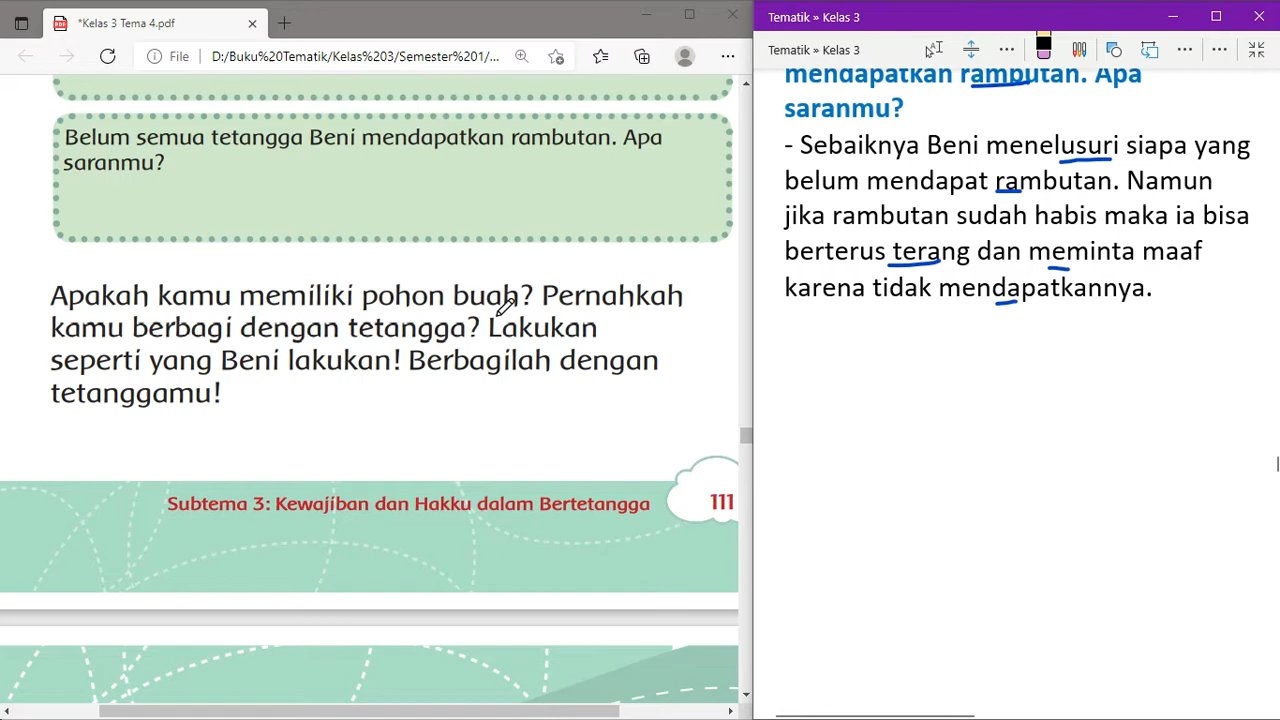 *Kelas 3 Tema 4.pdf
File
D:/Buku%20Tematik/Kelas%203/Semester%201/...
Belum semua tetangga Beni mendapatkan rambutan. Apa
saranmu?
Apakah kamu memiliki pohon buah? Pernahkah
kamu berbagi dengan tetangga? Lakukan
seperti yang Beni lakukan! Berbagilah dengan
tetanggamu!
Subtema 3: Kewajiban dan Hakku dalam Bertetangga
111
Tematik » Kelas 3
Tematik » Kelas 3
mendapatkan rambutan. Apa
saranmu?
- Sebaiknya Beni menelusuri siapa yang
belum mendapat rambutan. Namun
jika rambutan sudah habis maka ia bisa
berterus terang dan meminta maaf
karena tidak mendapatkannya.